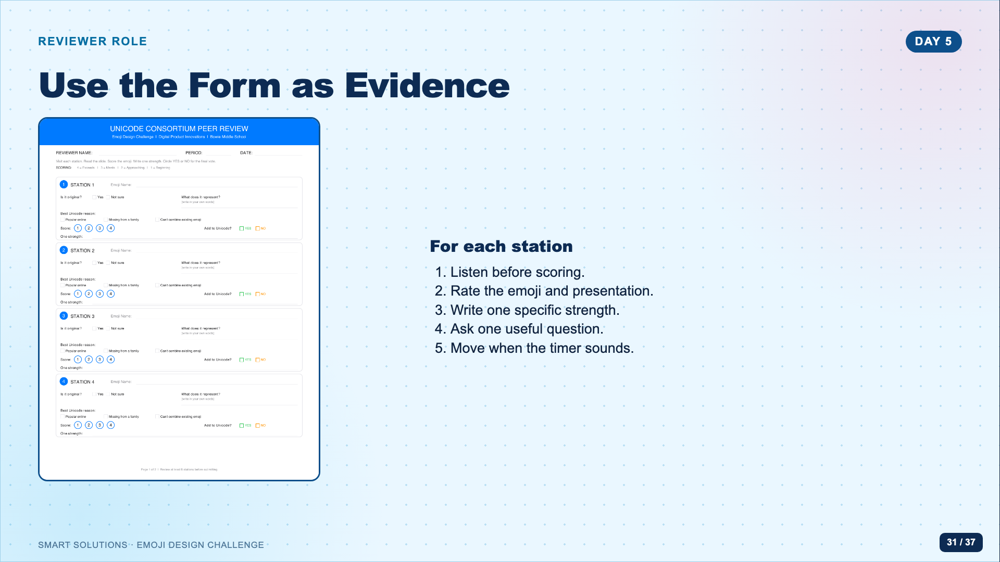 REVIEWER ROLE
DAY 5
Use the Form as Evidence
UNICODE CONSORTIUM PEER REVIEW
Emoji Design Challenge | Digital Product Innovations | Bowie Middle School
REVIEWER NAME: PERIOD: DATE:
Visit each station. Read the slide. Score the emoji. Write one strength. Circle YES or NO for the final vote.
SCORING: 4 = Exceeds | 3 = Meets | 2 = Approaching | 1 = Beginning
1 STATION 1 Emoji Name:
Is it original? Yes Not sure What does it represent?
(write in your own words)
Best Unicode reason:
Popular online Missing from a family Can't combine existing emoji
Score: 1 2 3 4 Add to Unicode? YES NO
One strength:
2 STATION 2 Emoji Name:
Is it original? Yes Not sure What does it represent?
(write in your own words)
Best Unicode reason:
Popular online Missing from a family Can't combine existing emoji
Score: 1 2 3 4 Add to Unicode? YES NO
One strength:
3 STATION 3 Emoji Name:
Is it original? Yes Not sure What does it represent?
(write in your own words)
Best Unicode reason:
Popular online Missing from a family Can't combine existing emoji
Score: 1 2 3 4 Add to Unicode? YES NO
One strength:
4 STATION 4 Emoji Name:
Is it original? Yes Not sure What does it represent?
(write in your own words)
Best Unicode reason:
Popular online Missing from a family Can't combine existing emoji
Score: 1 2 3 4 Add to Unicode? YES NO
One strength:
Page 1 of 2 | Review at least 6 stations before submitting
For each station
1. Listen before scoring.
2. Rate the emoji and presentation.
3. Write one specific strength.
4. Ask one useful question.
5. Move when the timer sounds.
SMART SOLUTIONS · EMOJI DESIGN CHALLENGE
31 / 37